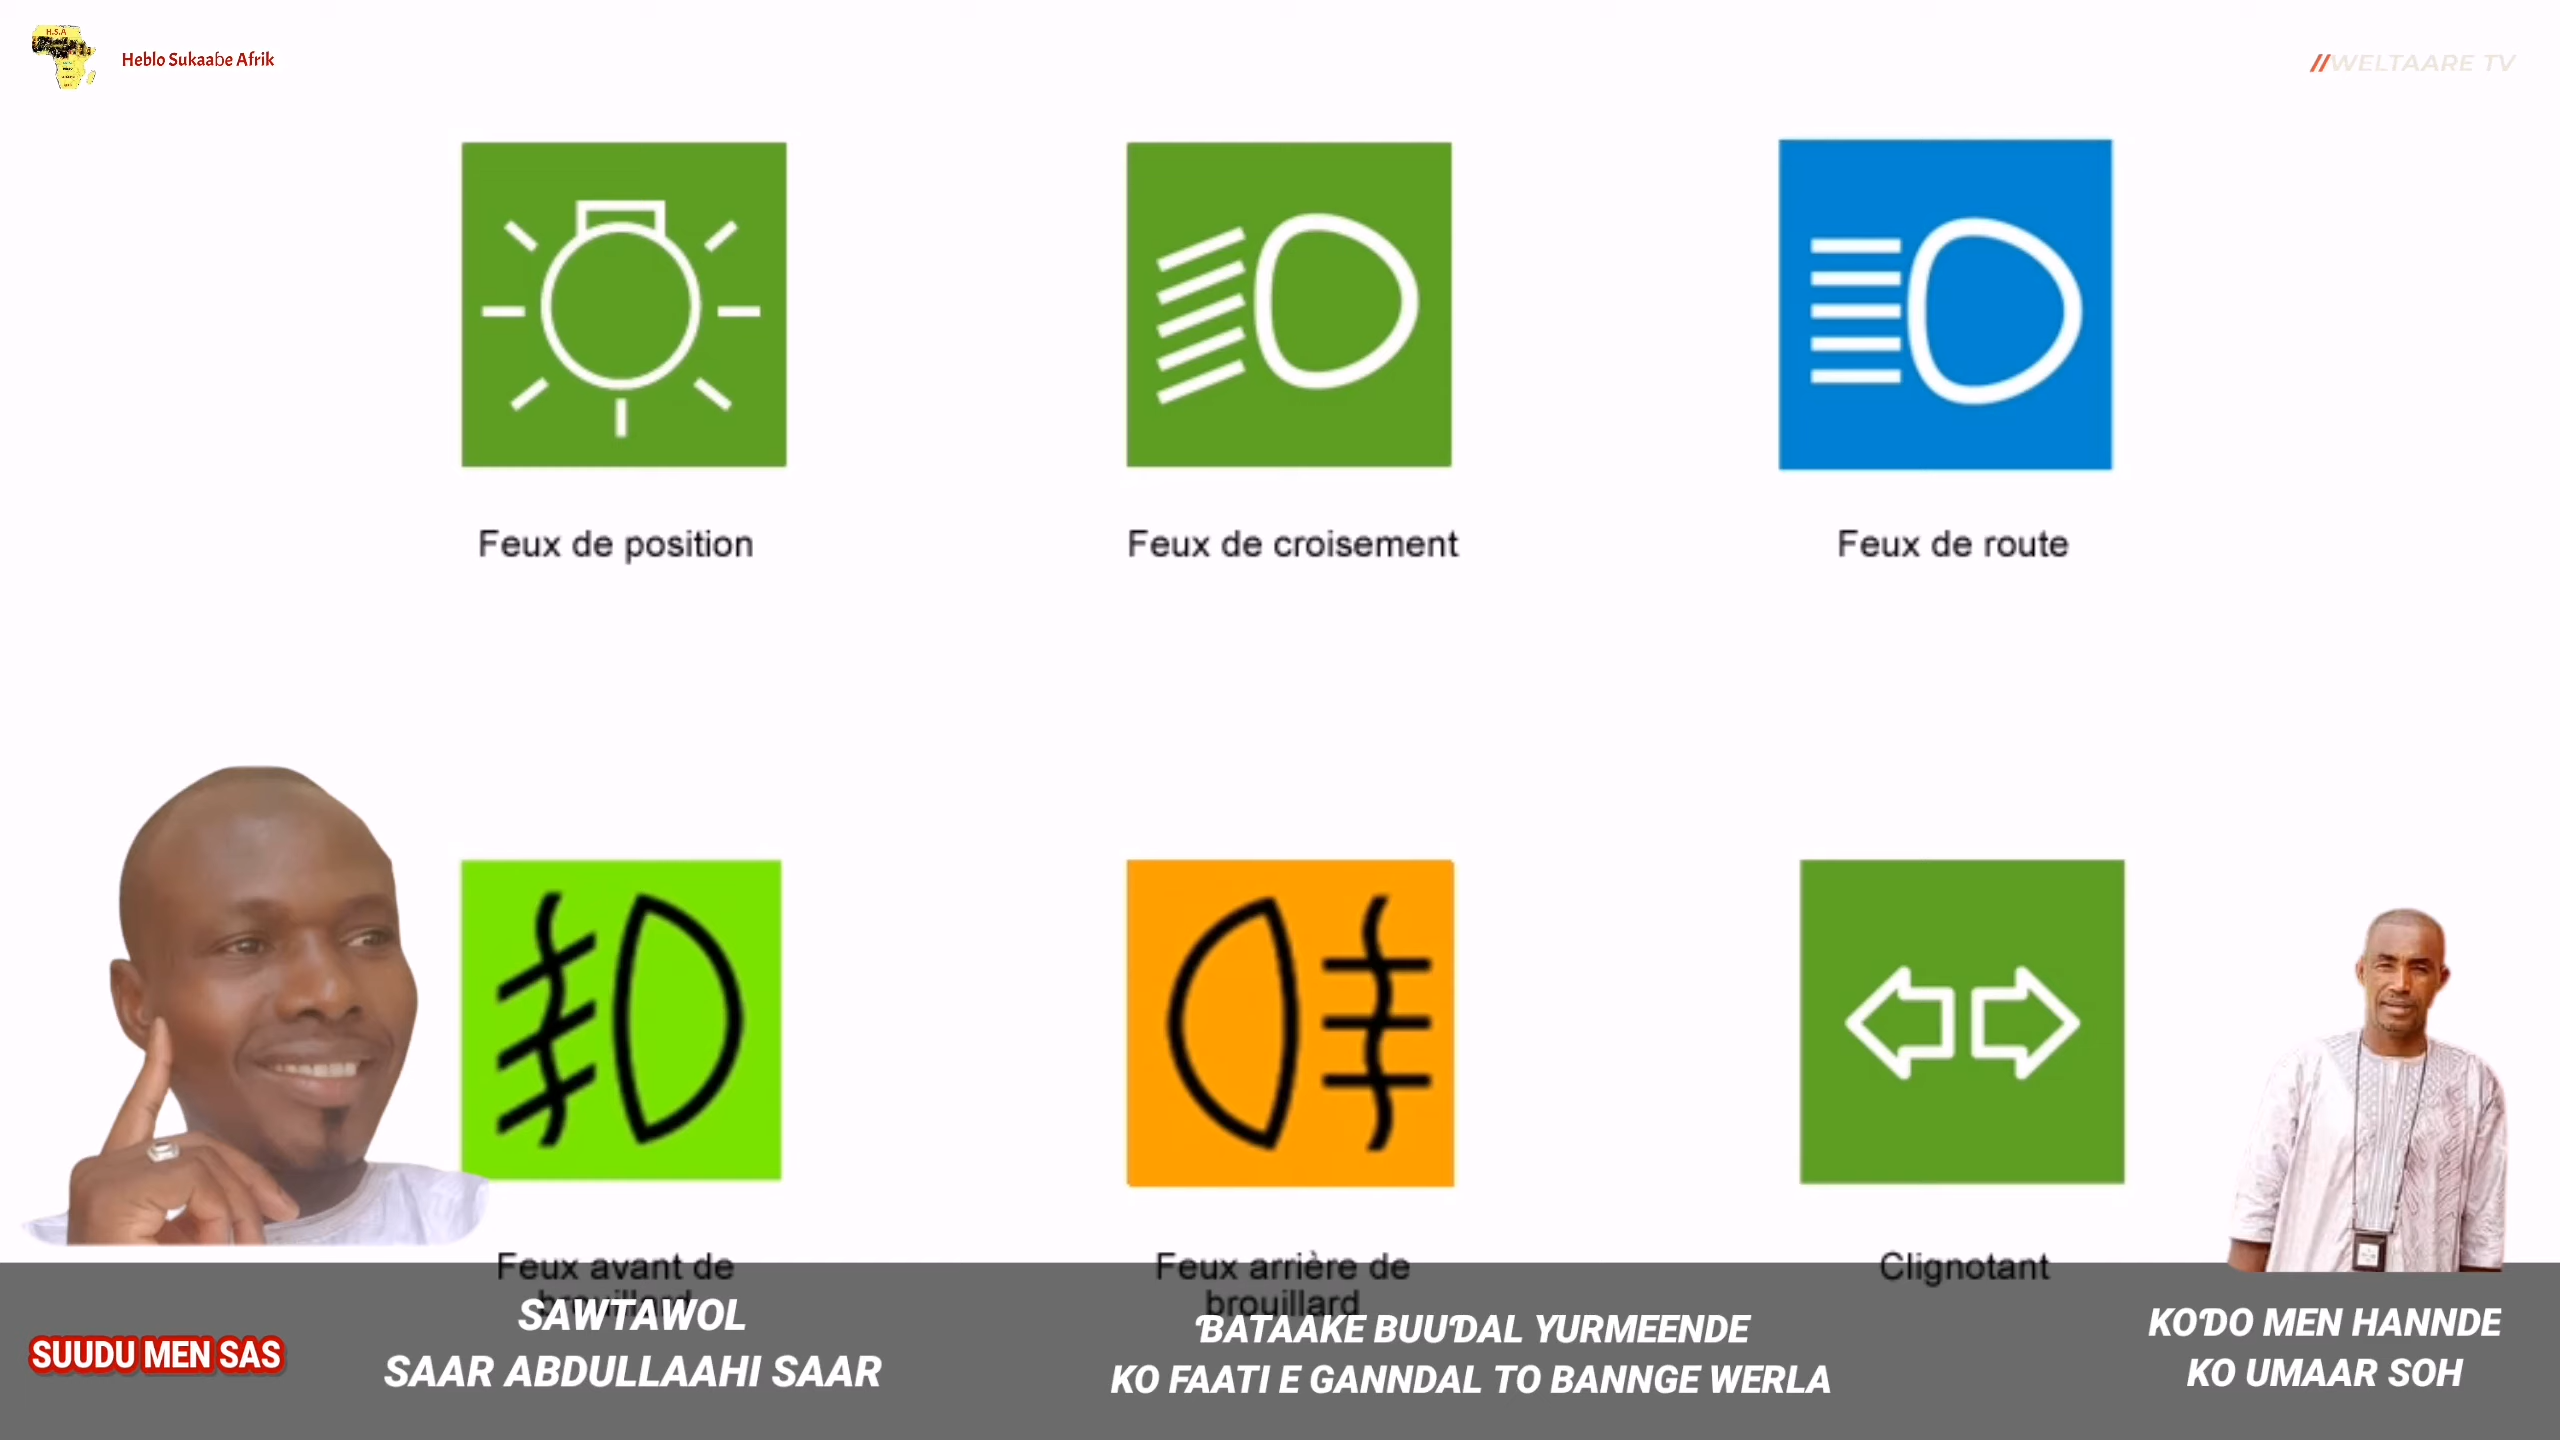 H.S.A
Heblo Sukaaɓe Afrik
//WELTAARE TV
Feux de position
Feux de croisement
Feux de route
Feux avant de
brouillard
Feux arrière de
brouillard
Clignotant
SUUDU MEN SAS
SAWTAWOL
SAAR ABDULLAAHI SAAR
ƁATAAKE BUUƊAL YURMEENDE
KO FAATI E GANNDAL TO BANNGE WERLA
KOƊO MEN HANNDE
KO UMAAR SOH